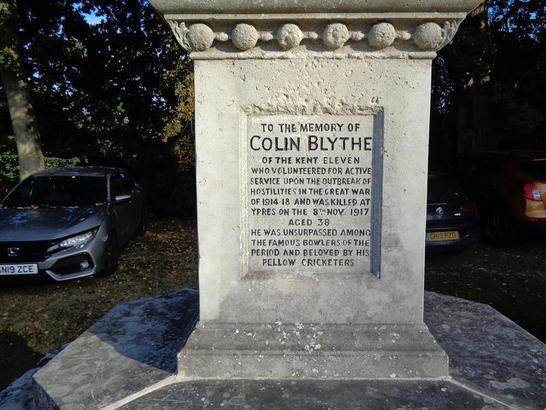 TO THE MEMORY OF
COLIN BLYTHE
OF THE KENT ELEVEN
WHO VOLUNTEERED FOR ACTIVE
SERVICE UPON THE OUTBREAK OF
HOSTILITIES IN THE GREAT WAR
OF 1914-18 AND WAS KILLED AT
YPRES ON THE 8TH NOV. 1917
AGED 38
HE WAS UNSURPASSED AMONG
THE FAMOUS BOWLERS OF THE
PERIOD AND BELOVED BY HIS
FELLOW CRICKETERS
GN19 ZCE